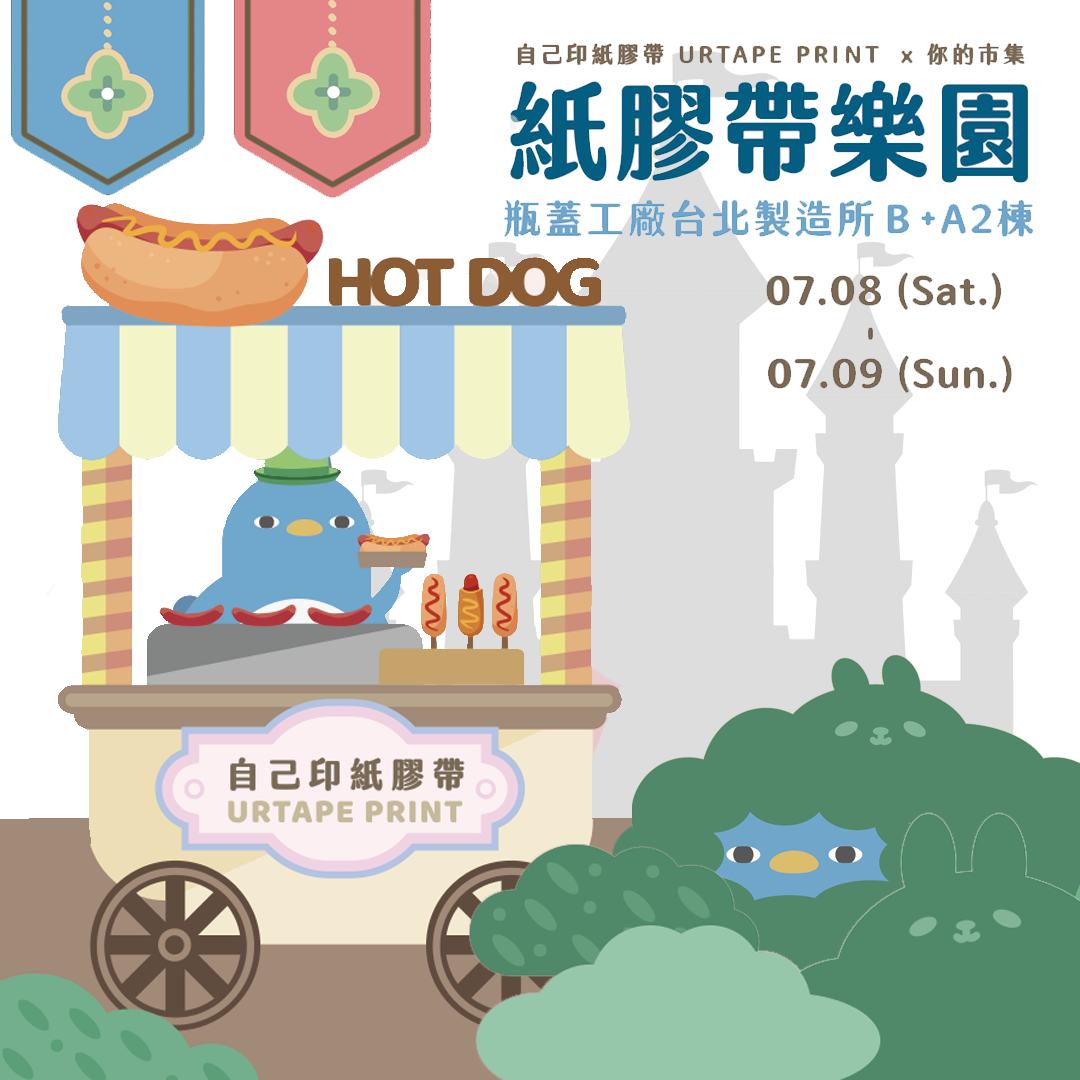 自己印紙膠帶 URTAPE PRINT x 你的市集
紙膠帶樂園
瓶蓋工廠台北製造所B+A2棟
07.08 (Sat.)
-
07.09 (Sun.)
HOT DOG
自己印紙膠帶
URTAPE PRINT